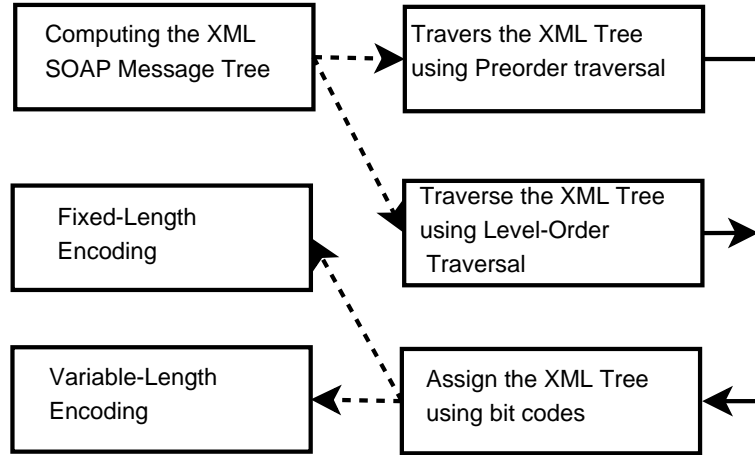 Computing the XML
SOAP Message Tree
Travers the XML Tree
using Preorder traversal
Traverse the XML Tree
using Level-Order
Traversal
Fixed-Length
Encoding
Variable-Length
Encoding
Assign the XML Tree
using bit codes